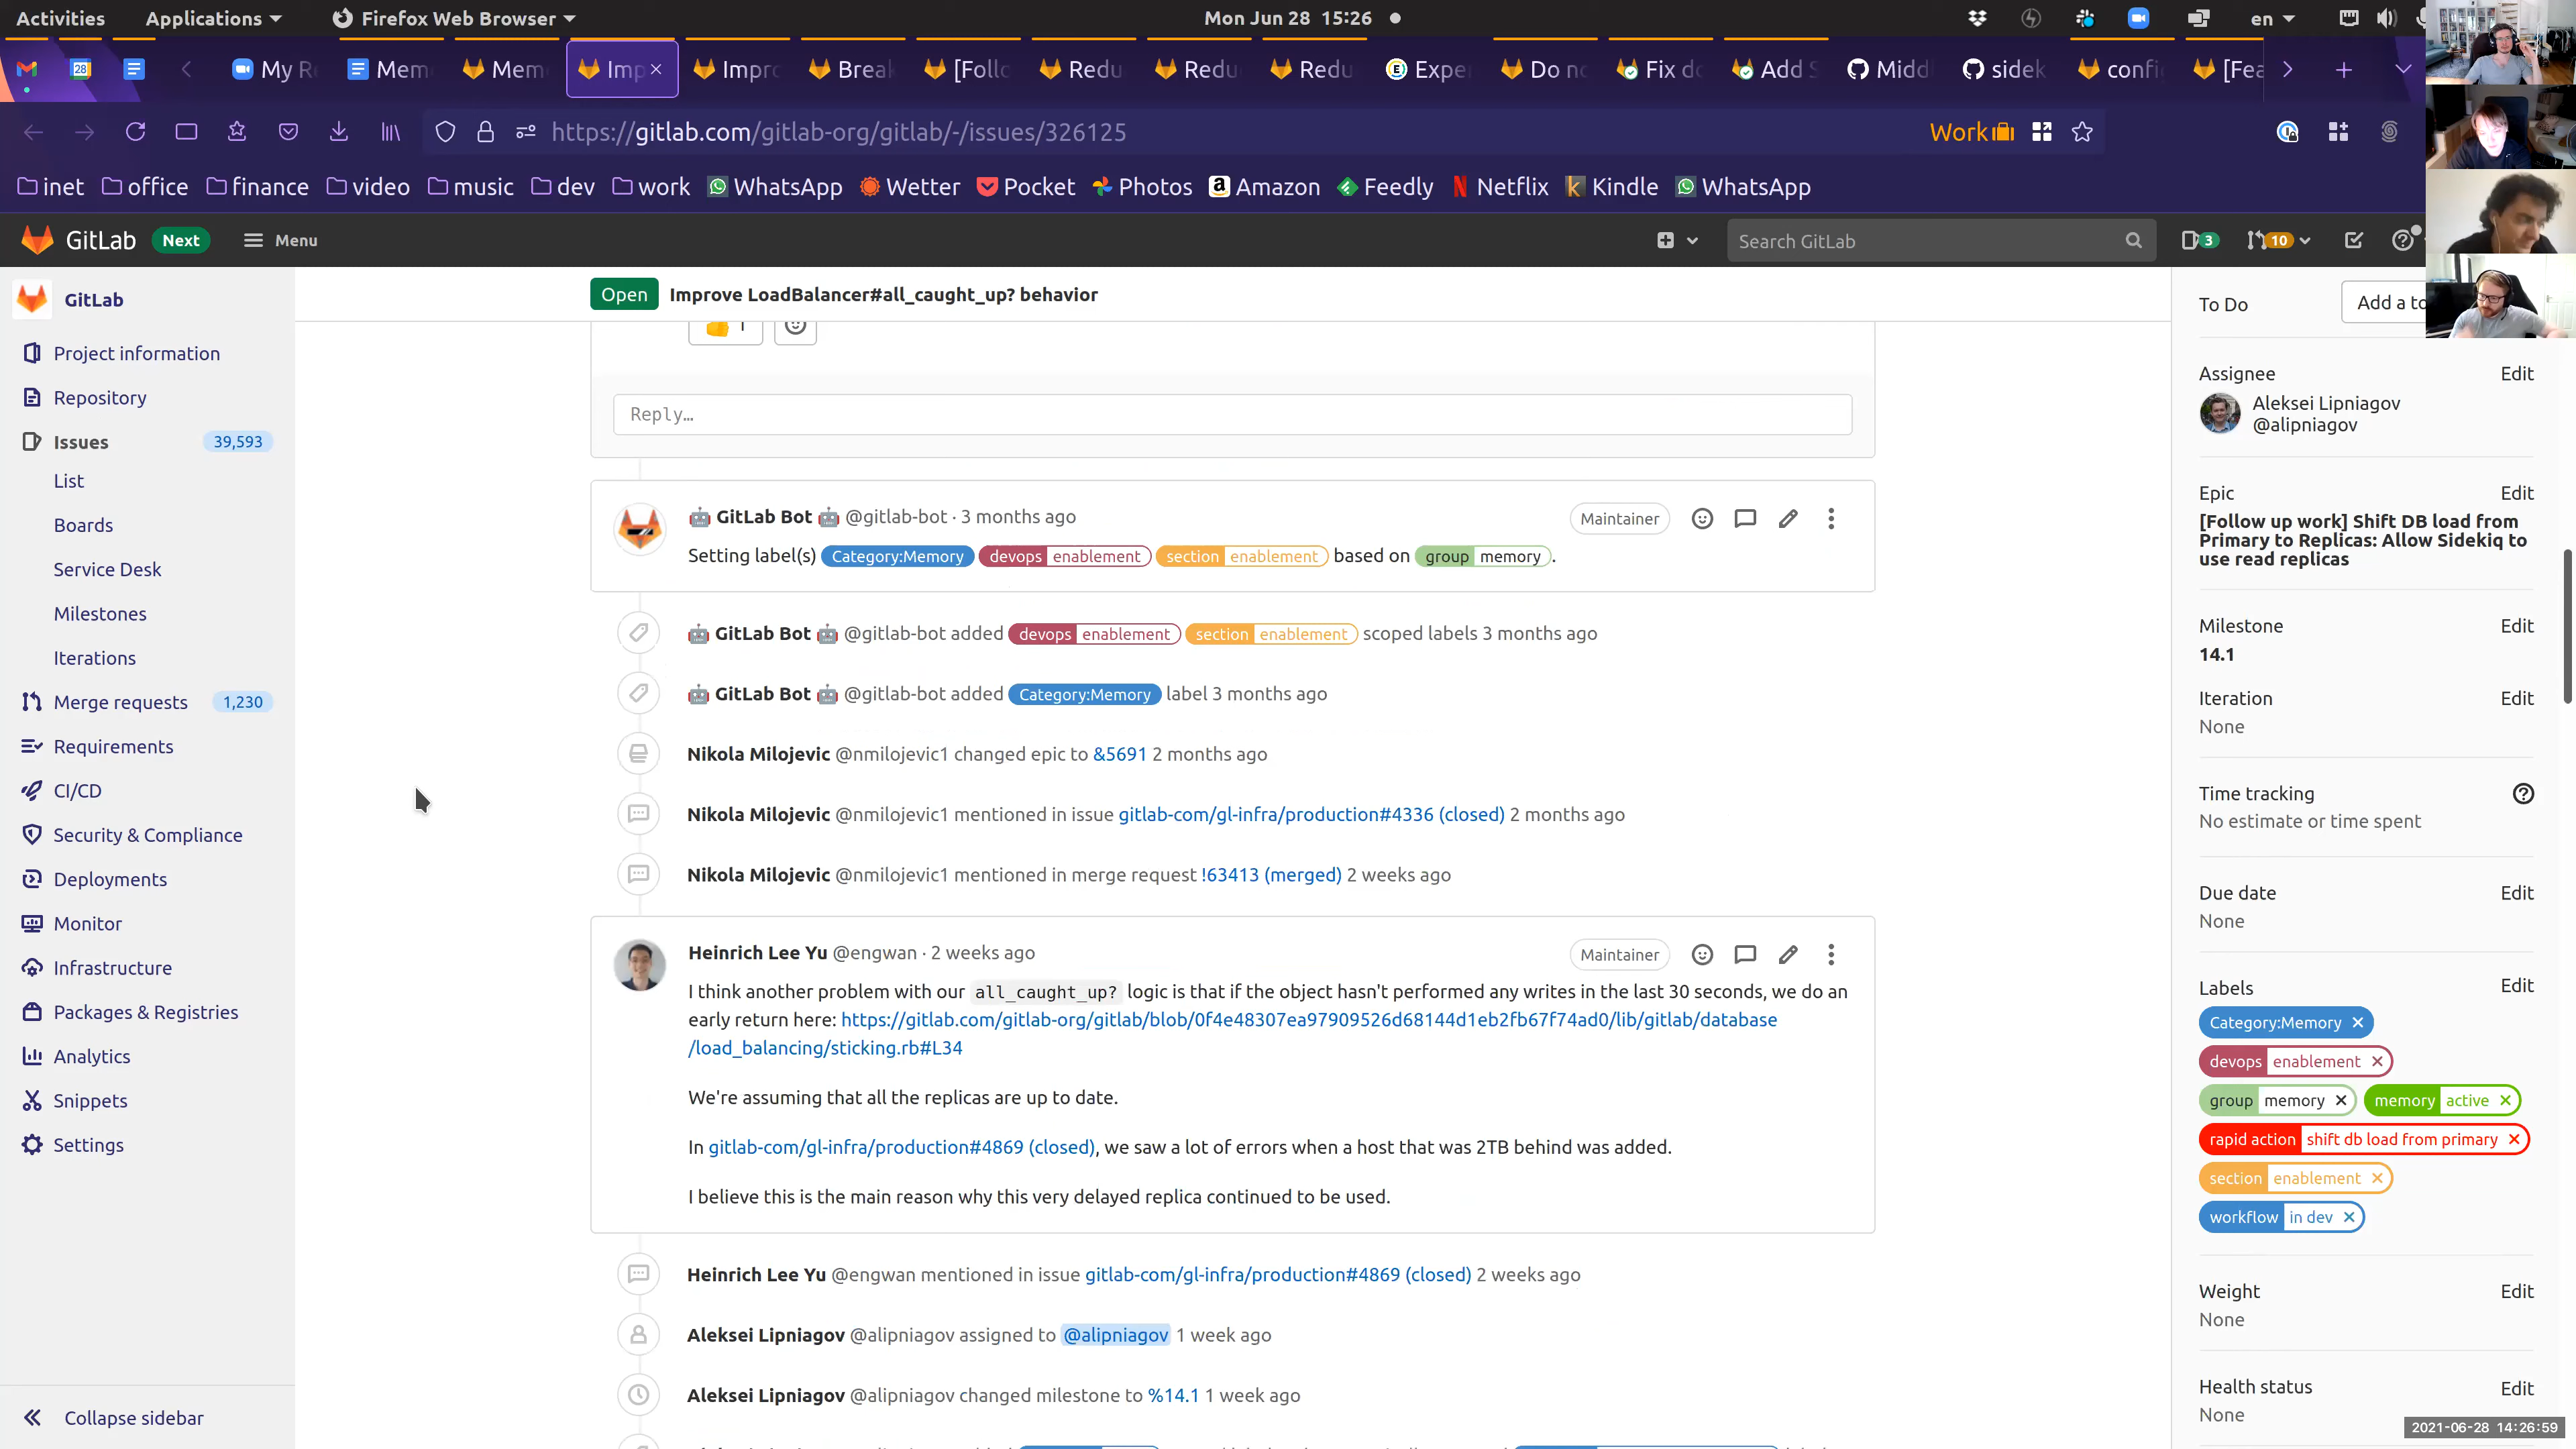 Activities Applications Firefox Web Browser Mon Jun 28 15:26 en
28 My Re Mem Mem Imp Impro Break [Follo Redu Redu Redu Expe Do no Fix do Add S Midd sidek confi [Fea
https://gitlab.com/gitlab-org/gitlab/-/issues/326125 Work
inet office finance video music dev work WhatsApp Wetter Pocket Photos Amazon Feedly Netflix Kindle WhatsApp
GitLab Next Menu Search GitLab 3 10
GitLab
Project information
Repository
Issues 39,593
List
Boards
Service Desk
Milestones
Iterations
Merge requests 1,230
Requirements
CI/CD
Security & Compliance
Deployments
Monitor
Infrastructure
Packages & Registries
Analytics
Snippets
Settings
Collapse sidebar
Open Improve LoadBalancer#all_caught_up? behavior
1
Reply…
GitLab Bot @gitlab-bot · 3 months ago Maintainer
Setting label(s) Category:Memory devops enablement section enablement based on group memory .
GitLab Bot @gitlab-bot added devops enablement section enablement scoped labels 3 months ago
GitLab Bot @gitlab-bot added Category:Memory label 3 months ago
Nikola Milojevic @nmilojevic1 changed epic to &5691 2 months ago
Nikola Milojevic @nmilojevic1 mentioned in issue gitlab-com/gl-infra/production#4336 (closed) 2 months ago
Nikola Milojevic @nmilojevic1 mentioned in merge request !63413 (merged) 2 weeks ago
Heinrich Lee Yu @engwan · 2 weeks ago Maintainer
I think another problem with our all_caught_up? logic is that if the object hasn't performed any writes in the last 30 seconds, we do an
early return here: https://gitlab.com/gitlab-org/gitlab/blob/0f4e48307ea97909526d68144d1eb2fb67f74ad0/lib/gitlab/database
/load_balancing/sticking.rb#L34
We're assuming that all the replicas are up to date.
In gitlab-com/gl-infra/production#4869 (closed), we saw a lot of errors when a host that was 2TB behind was added.
I believe this is the main reason why this very delayed replica continued to be used.
Heinrich Lee Yu @engwan mentioned in issue gitlab-com/gl-infra/production#4869 (closed) 2 weeks ago
Aleksei Lipniagov @alipniagov assigned to @alipniagov 1 week ago
Aleksei Lipniagov @alipniagov changed milestone to %14.1 1 week ago
To Do Add a to
Assignee Edit
Aleksei Lipniagov
@alipniagov
Epic Edit
[Follow up work] Shift DB load from
Primary to Replicas: Allow Sidekiq to
use read replicas
Milestone Edit
14.1
Iteration Edit
None
Time tracking
No estimate or time spent
Due date Edit
None
Labels Edit
Category:Memory
devops enablement
group memory memory active
rapid action shift db load from primary
section enablement
workflow in dev
Weight Edit
None
Health status Edit
None
2021-06-28 14:26:59